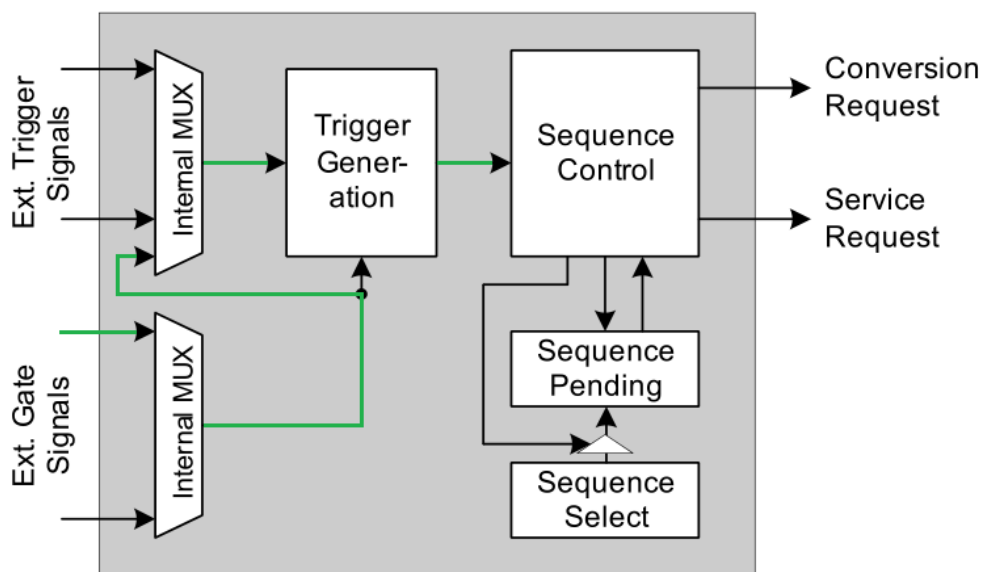 Ext. Trigger
Signals
Internal MUX
Trigger
Gener-
ation
Sequence
Control
Conversion
Request
Service
Request
Ext. Gate
Signals
Internal MUX
Sequence
Pending
Sequence
Select